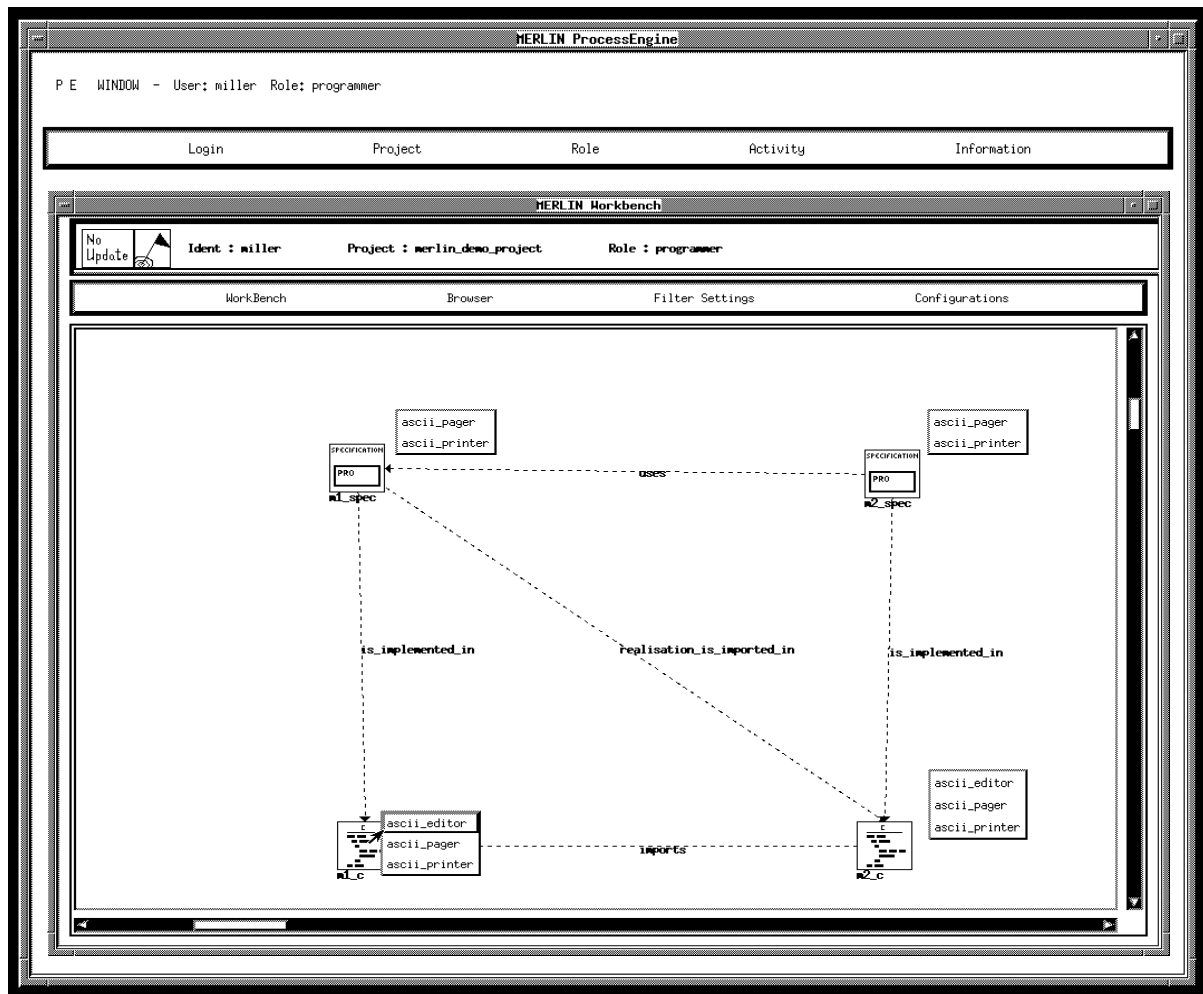 MERLIN ProcessEngine
P E WINDOW - User: miller Role: programmer
Login Project Role Activity Information
MERLIN Workbench
No
Update
Ident : miller Project : merlin_demo_project Role : programmer
WorkBench Browser Filter Settings Configurations
ascii_pager
ascii_printer
ascii_pager
ascii_printer
SPECIFICATION
PRO
m1_spec
uses
SPECIFICATION
PRO
m2_spec
is_implemented_in
realisation_is_imported_in
is_implemented_in
ascii_editor
ascii_pager
ascii_printer
C
m1_c
ascii_editor
ascii_pager
ascii_printer
imports
C
m2_c